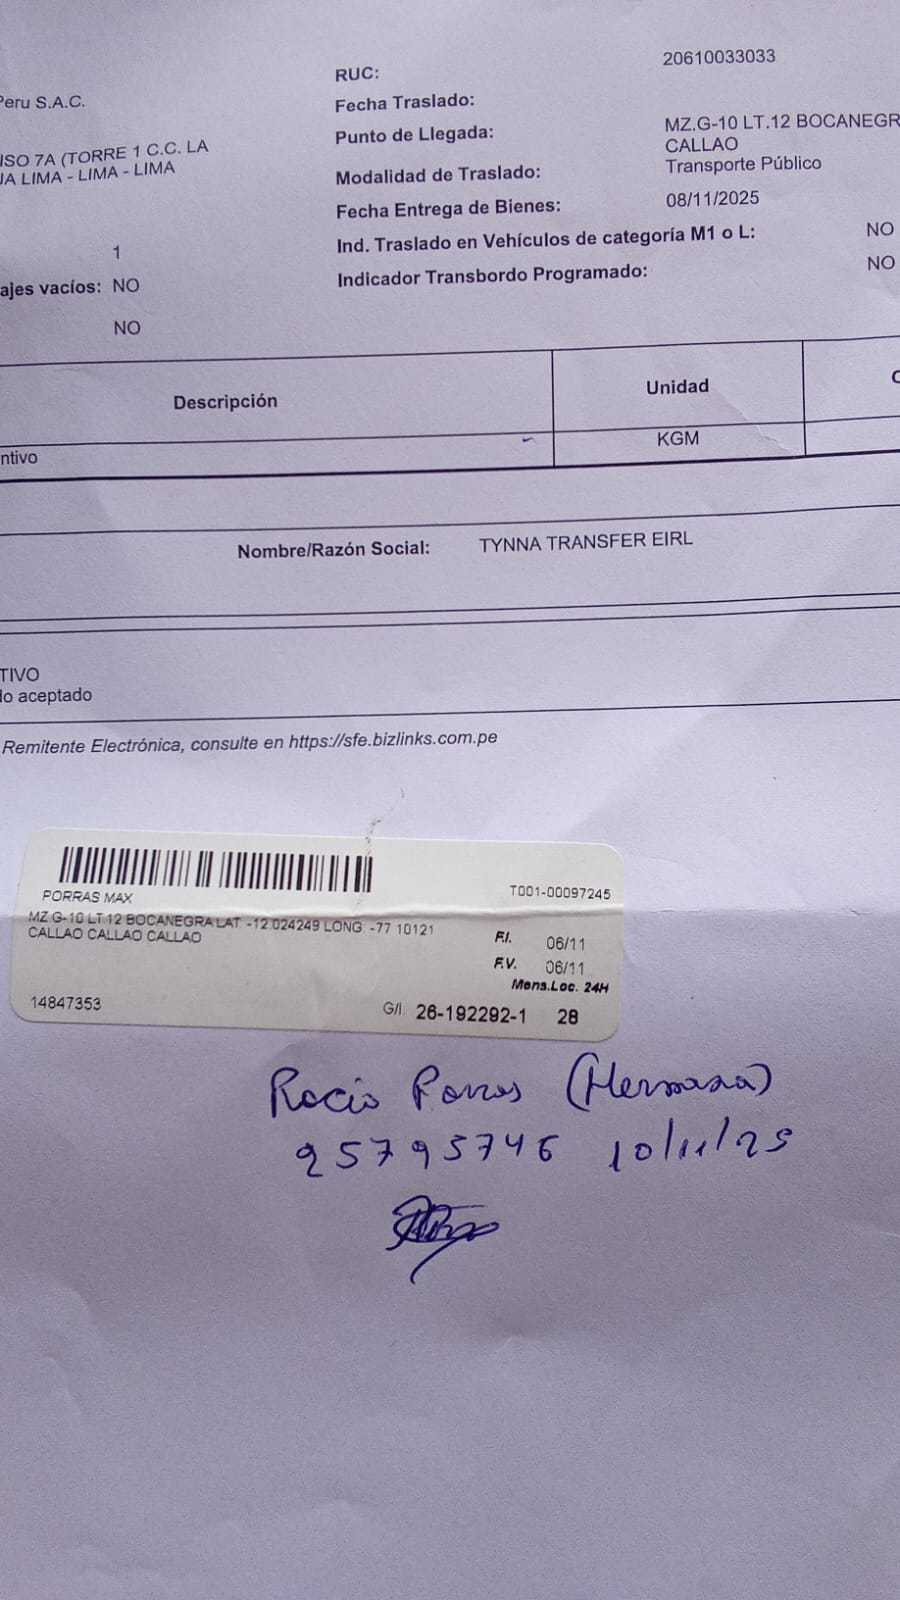 RUC: 20610033033
Peru S.A.C.
Fecha Traslado:
Punto de Llegada: MZ.G-10 LT.12 BOCANEGR
CALLAO
ISO 7A (TORRE 1 C.C. LA
JA LIMA - LIMA - LIMA
Modalidad de Traslado: Transporte Público
Fecha Entrega de Bienes: 08/11/2025
1
Ind. Traslado en Vehículos de categoría M1 o L: NO
ajes vacíos: NO
Indicador Transbordo Programado: NO
NO
Descripción Unidad C
ntivo KGM
Nombre/Razón Social: TYNNA TRANSFER EIRL
TIVO
do aceptado
Remitente Electrónica, consulte en https://sfe.bizlinks.com.pe
PORRAS MAX T001-00097245
MZ.G-10 LT.12 BOCANEGRA LAT -12.024249 LONG: -77 10121
CALLAO CALLAO CALLAO
F.I. 06/11
F.V. 06/11
Mens.Loc. 24H
14847353 G/I 26-192292-1 28
Rocio Porras (Hermana)
25795746 10/11/25